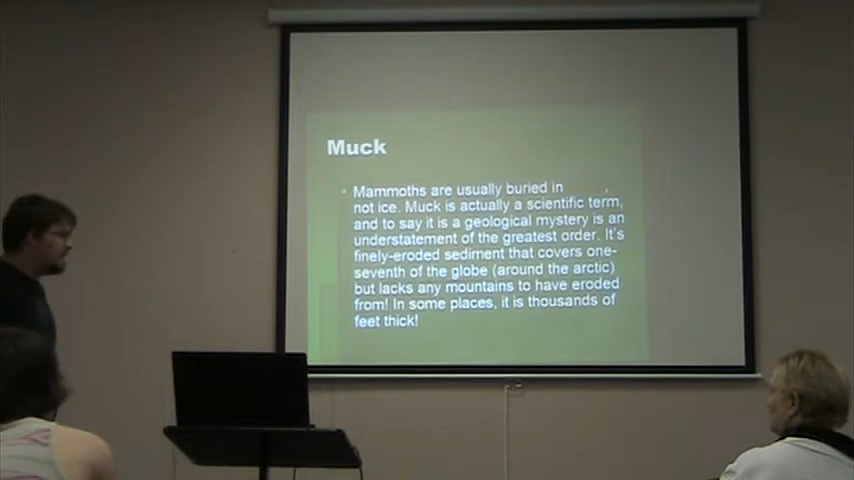 Muck
Mammoths are usually buried in
not ice. Muck is actually a scientific term,
and to say it is a geological mystery is an
understatement of the greatest order. It's
finely-eroded sediment that covers one-
seventh of the globe (around the arctic)
but lacks any mountains to have eroded
from! In some places, it is thousands of
feet thick!